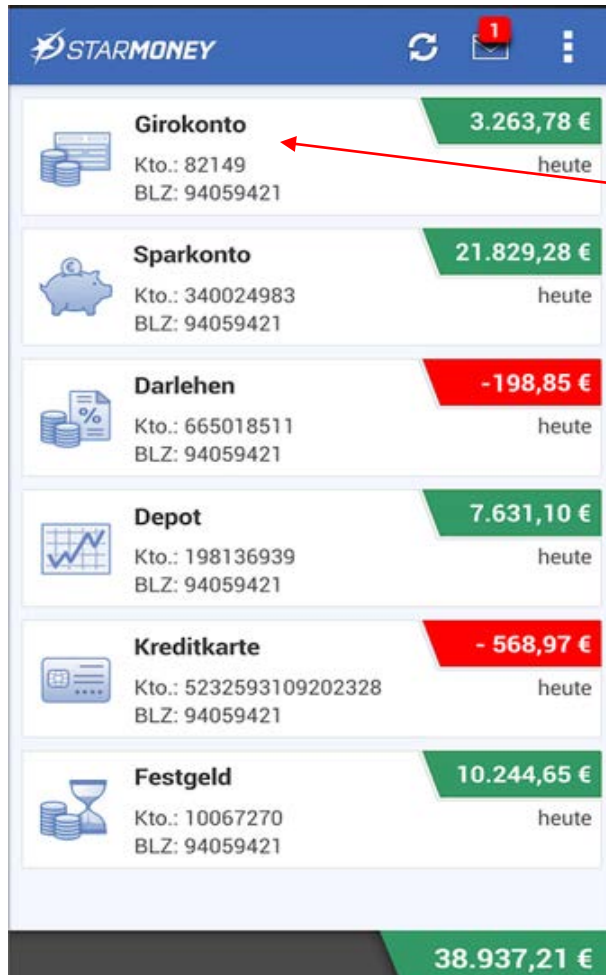 STARMONEY
1
Girokonto 3.263,78 €
Kto.: 82149 heute
BLZ: 94059421
Sparkonto 21.829,28 €
Kto.: 340024983 heute
BLZ: 94059421
Darlehen -198,85 €
Kto.: 665018511 heute
BLZ: 94059421
Depot 7.631,10 €
Kto.: 198136939 heute
BLZ: 94059421
Kreditkarte - 568,97 €
Kto.: 5232593109202328 heute
BLZ: 94059421
Festgeld 10.244,65 €
Kto.: 10067270 heute
BLZ: 94059421
38.937,21 €